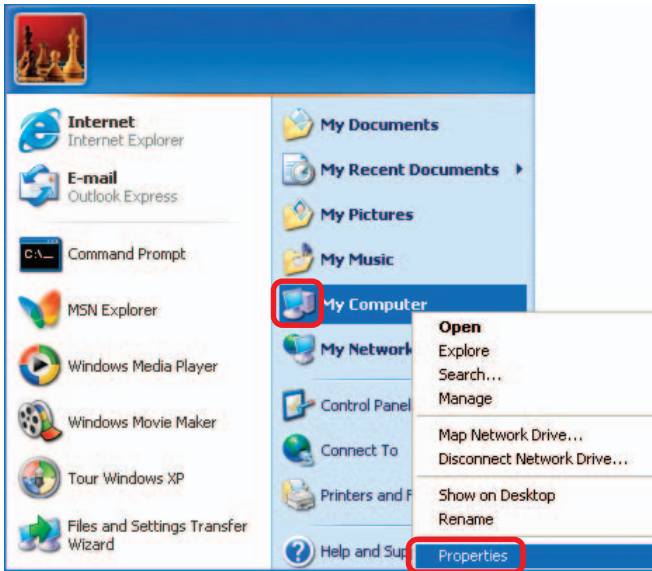 Internet
Internet Explorer
E-mail
Outlook Express
C:\_
Command Prompt
MSN Explorer
Windows Media Player
Windows Movie Maker
Tour Windows XP
Files and Settings Transfer
Wizard
My Documents
My Recent Documents
My Pictures
My Music
My Computer
My Network
Control Panel
Connect To
Printers and F
Help and Sup
Open
Explore
Search...
Manage
Map Network Drive...
Disconnect Network Drive...
Show on Desktop
Rename
Properties